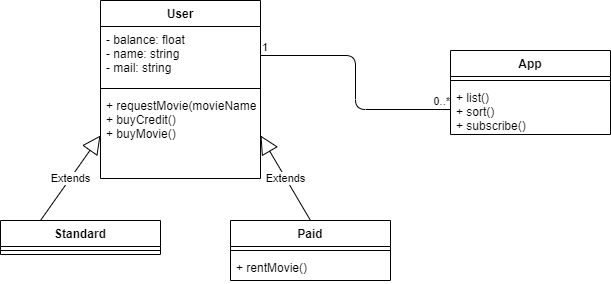 User
- balance: float
- name: string
- mail: string
+ requestMovie(movieName
+ buyCredit()
+ buyMovie()
1
0..*
App
+ list()
+ sort()
+ subscribe()
Extends
Extends
Standard
Paid
+ rentMovie()